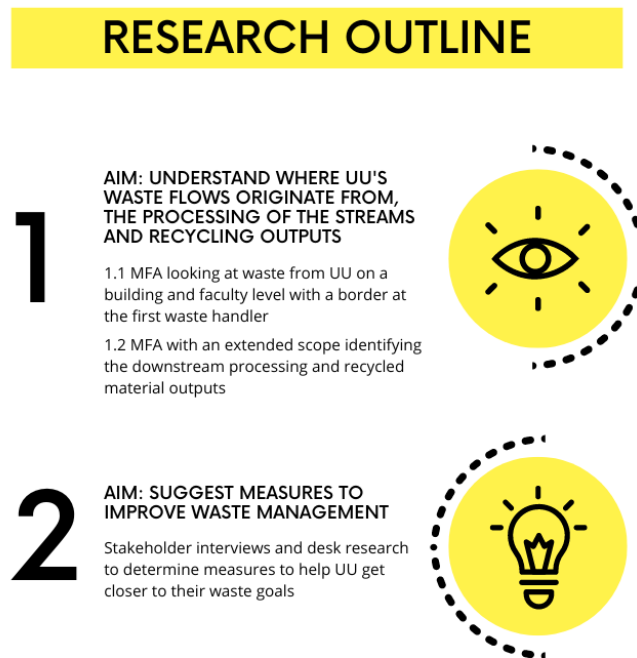 RESEARCH OUTLINE
1
AIM: UNDERSTAND WHERE UU'S
WASTE FLOWS ORIGINATE FROM,
THE PROCESSING OF THE STREAMS
AND RECYCLING OUTPUTS
1.1 MFA looking at waste from UU on a
building and faculty level with a border at
the first waste handler
1.2 MFA with an extended scope identifying
the downstream processing and recycled
material outputs
2
AIM: SUGGEST MEASURES TO
IMPROVE WASTE MANAGEMENT
Stakeholder interviews and desk research
to determine measures to help UU get
closer to their waste goals